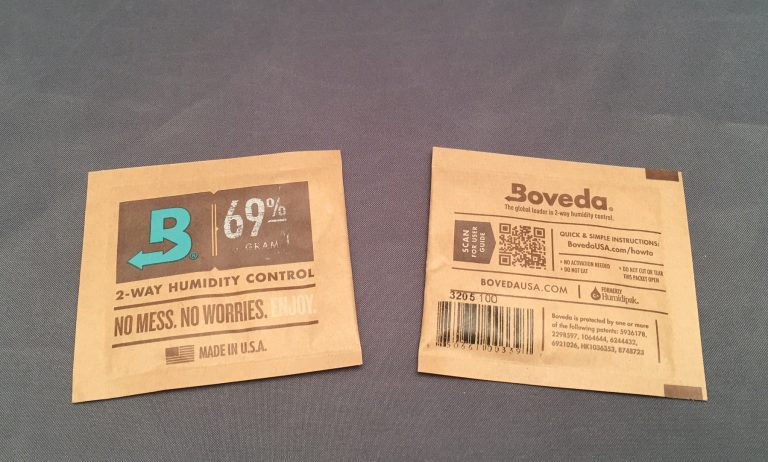 B®
69%
GRAM
2-WAY HUMIDITY CONTROL
NO MESS. NO WORRIES. ENJOY.
MADE IN U.S.A.
Boveda®
The global leader in 2-way humidity control.
SCAN
FOR USER
GUIDE
QUICK & SIMPLE INSTRUCTIONS:
BovedaUSA.com/howto
• NO ACTIVATION NEEDED
• DO NOT EAT
• DO NOT CUT OR TEAR
THIS PACKET OPEN
BOVEDAUSA.COM
FORMERLY
Humidipak.
3205 100
Boveda is protected by one or more
of the following patents: 5936178,
2298597, 1064644, 6244432,
6921026, HK1036353, 8748723